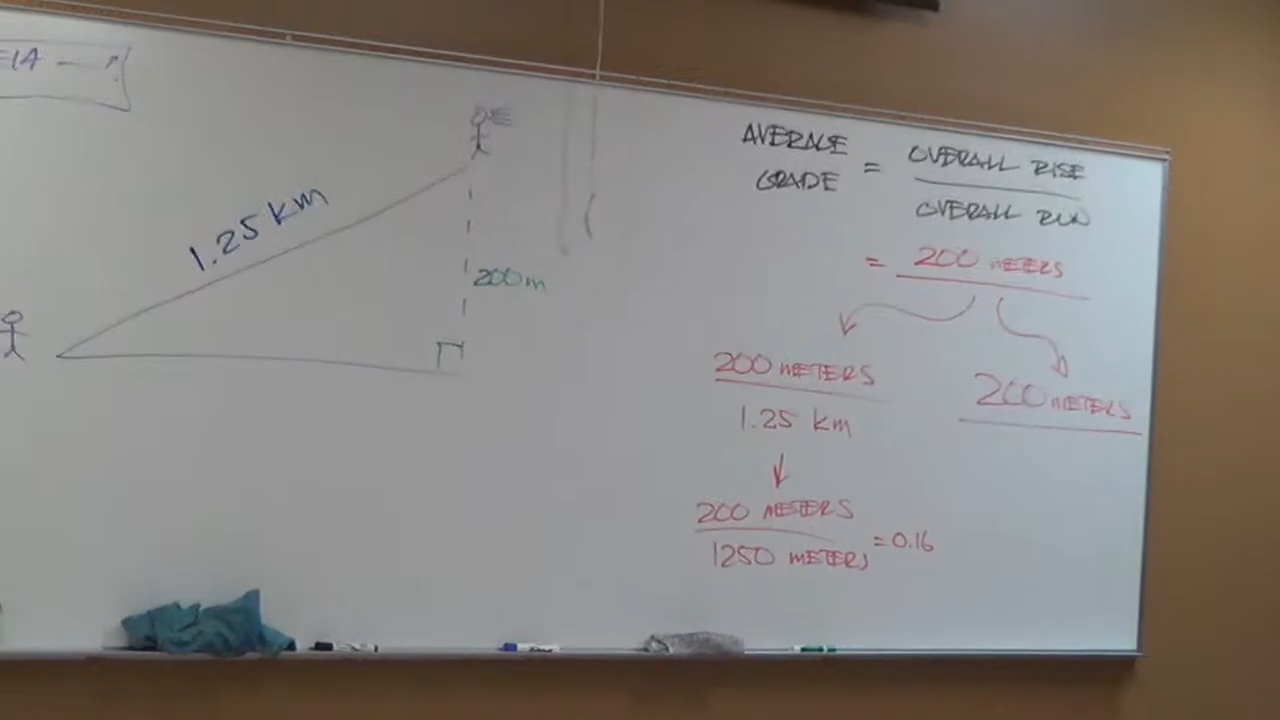 1.25 km
200m
AVERAGE GRADE = OVERALL RISE
OVERALL RUN
= 200 METERS
200 METERS
1.25 km
200 METERS
200 METERS
1250 METERS = 0.16